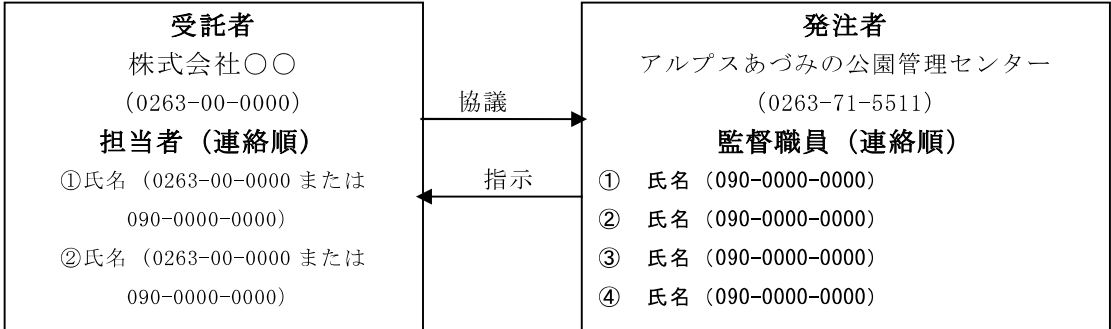 受託者
株式会社○○
(0263-00-0000)
担当者（連絡順）
①氏名（0263-00-0000 または
090-0000-0000）
②氏名（0263-00-0000 または
090-0000-0000）
協議
指示
発注者
アルプスあづみの公園管理センター
(0263-71-5511)
監督職員（連絡順）
① 氏名（090-0000-0000）
② 氏名（090-0000-0000）
③ 氏名（090-0000-0000）
④ 氏名（090-0000-0000）